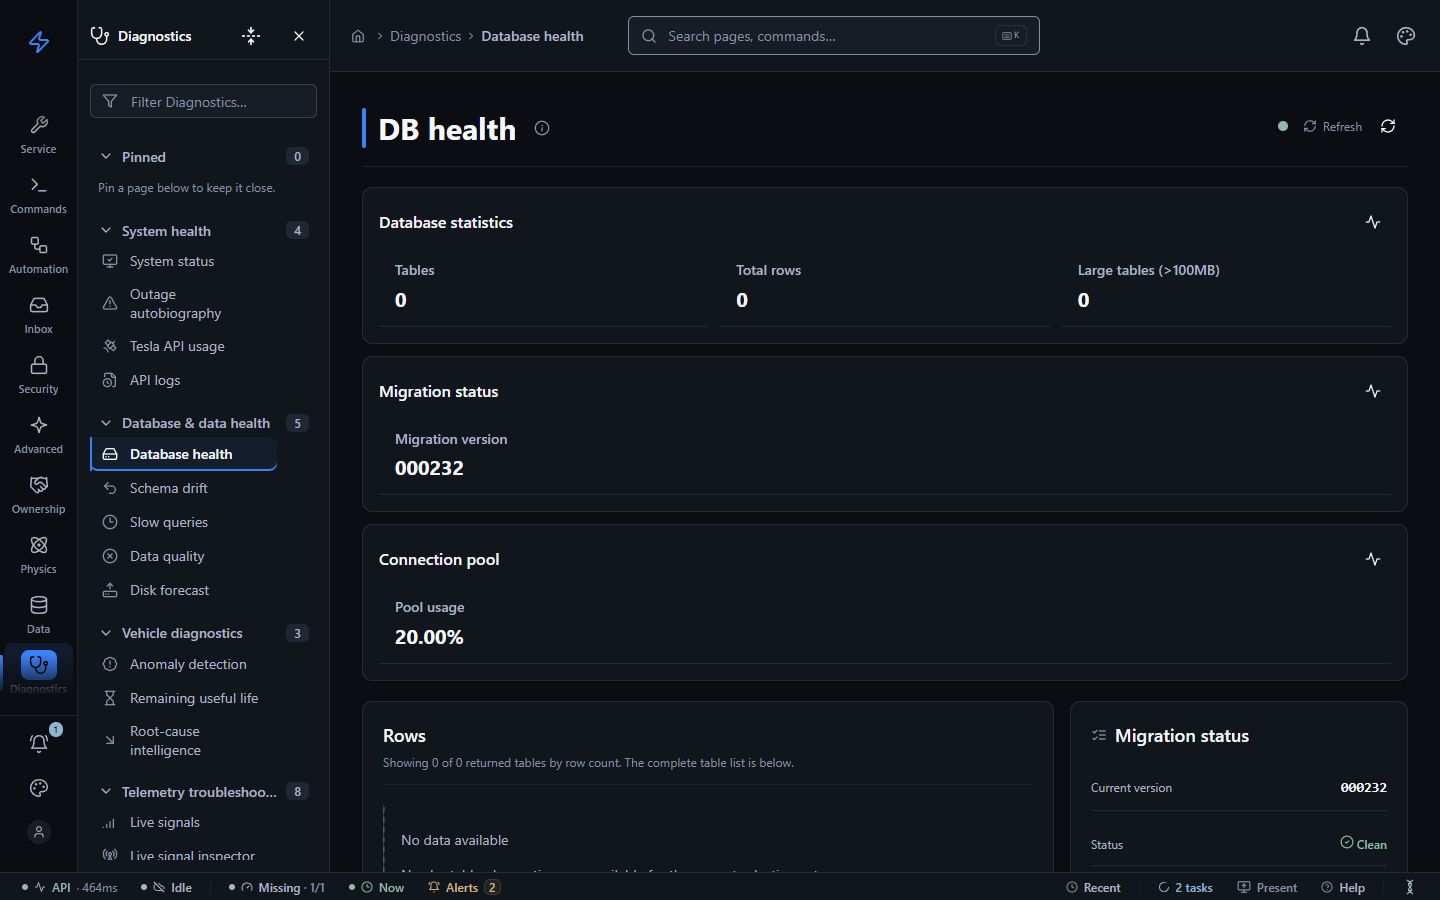 Diagnostics
Diagnostics
Database health
Search pages, commands...
K
Service
Commands
Automation
Inbox
Security
Advanced
Ownership
Physics
Data
Diagnostics
1
Filter Diagnostics...
Pinned
0
Pin a page below to keep it close.
System health
4
System status
Outage
autobiography
Tesla API usage
API logs
Database & data health
5
Database health
Schema drift
Slow queries
Data quality
Disk forecast
Vehicle diagnostics
3
Anomaly detection
Remaining useful life
Root-cause
intelligence
Telemetry troubleshoo...
8
Live signals
Live signal inspector
DB health
Refresh
Database statistics
Tables
0
Total rows
0
Large tables (>100MB)
0
Migration status
Migration version
000232
Connection pool
Pool usage
20.00%
Rows
Showing 0 of 0 returned tables by row count. The complete table list is below.
No data available
Migration status
Current version
000232
Status
Clean
API · 464ms
Idle
Missing · 1/1
Now
Alerts 2
Recent
2 tasks
Present
Help